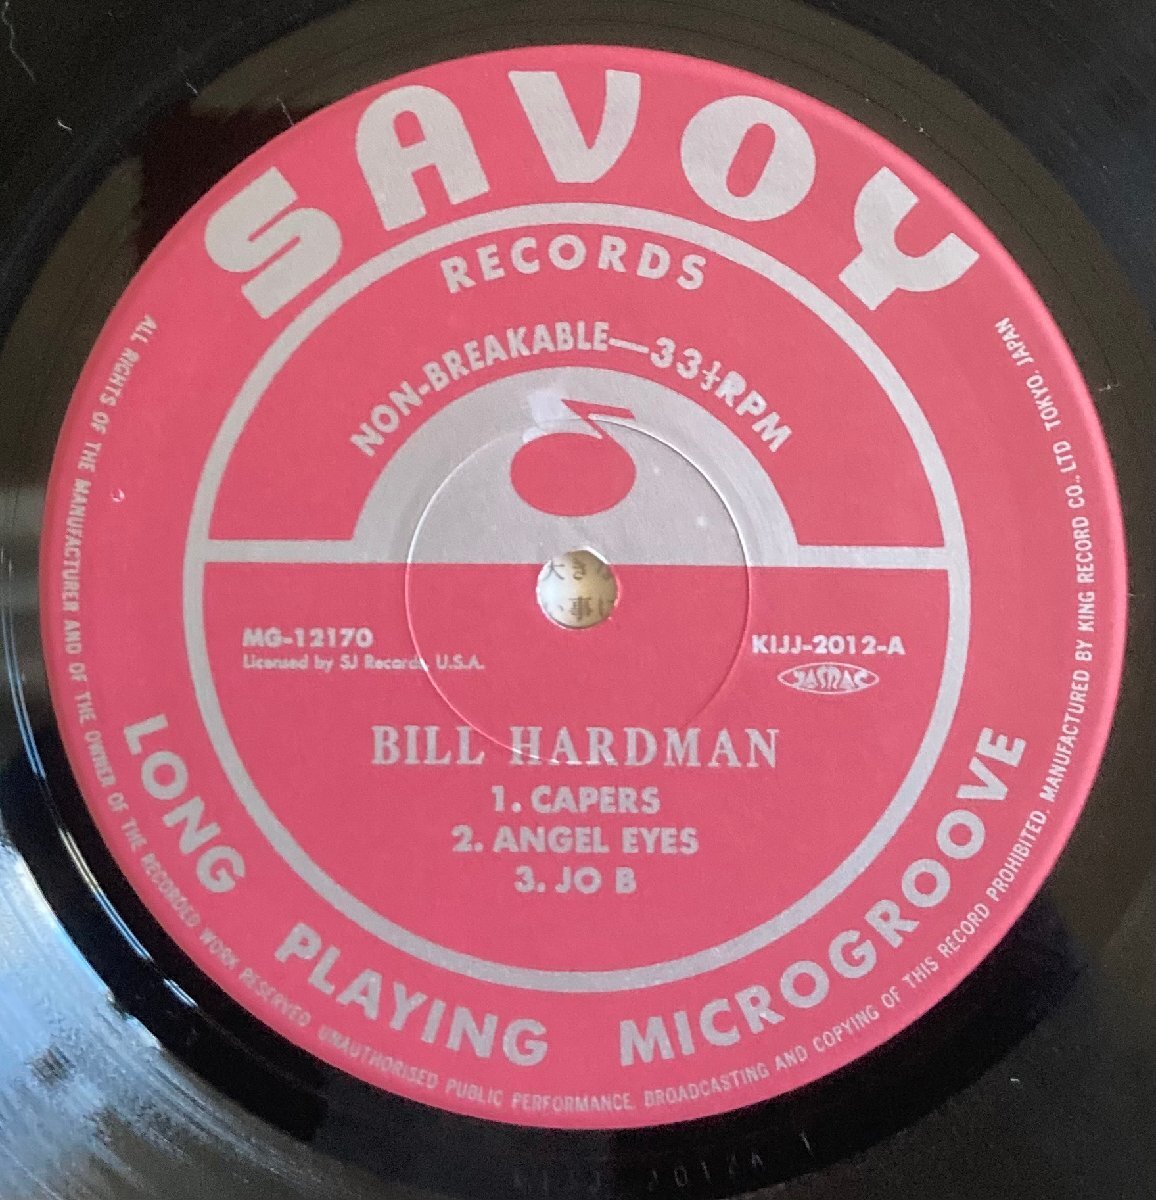 SAVOY
RECORDS
NON-BREAKABLE—33⅓RPM
MG-12170
Licensed by SJ Records, U.S.A.
KIJJ-2012-A
JASRAC
BILL HARDMAN
1. CAPERS
2. ANGEL EYES
3. JO B
LONG PLAYING MICROGROOVE
ALL RIGHTS OF THE MANUFACTURER AND OF THE OWNER OF THE RECORDED WORK RESERVED. UNAUTHORISED PUBLIC PERFORMANCE. BROADCASTING AND COPYING OF THIS RECORD PROHIBITED. MANUFACTURED BY KING RECORD CO., LTD TOKYO, JAPAN